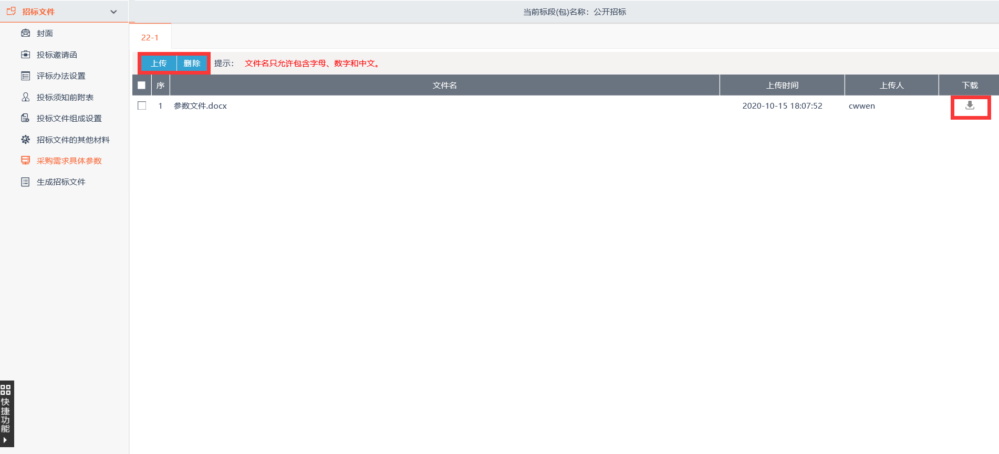 招标文件
当前标段(包)名称：公开招标
封面
投标邀请函
评标办法设置
投标须知前附表
投标文件组成设置
招标文件的其他材料
采购需求具体参数
生成招标文件
22-1
上传 删除 提示： 文件名只允许包含字母、数字和中文。
序 文件名 上传时间 上传人 下载
1 参数文件.docx 2020-10-15 18:07:52 cwwen
快捷功能